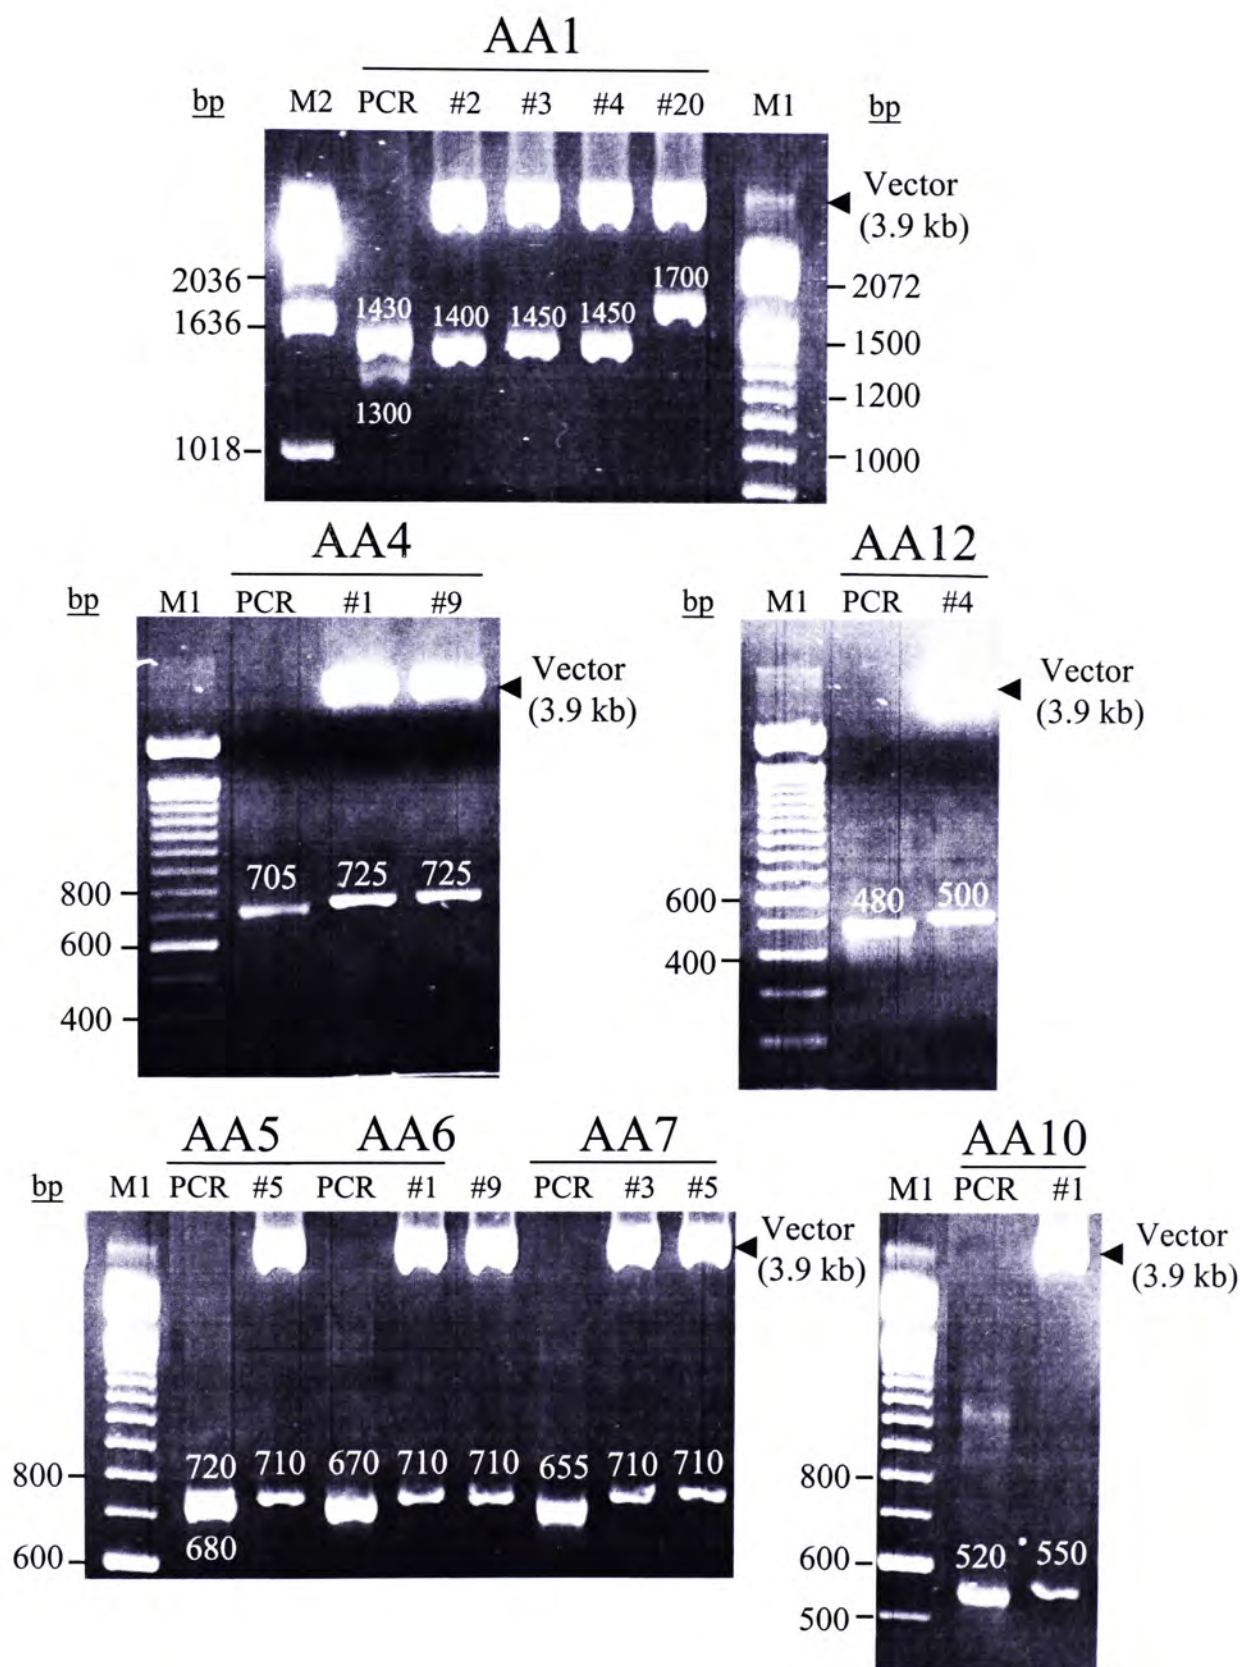 AA1
bp M2 PCR #2 #3 #4 #20 M1 bp
Vector
(3.9 kb)
1700
2036 2072
1636 1430 1400 1450 1450
1500
1300 1200
1018 1000
AA4
bp M1 PCR #1 #9
Vector
(3.9 kb)
705 725 725
800
600
400
AA12
bp M1 PCR #4
Vector
(3.9 kb)
600 480 500
400
AA5 AA6 AA7
bp M1 PCR #5 PCR #1 #9 PCR #3 #5
Vector
(3.9 kb)
800 720 710 670 710 710 655 710 710
600 680
AA10
M1 PCR #1
Vector
(3.9 kb)
800
600 520 550
500